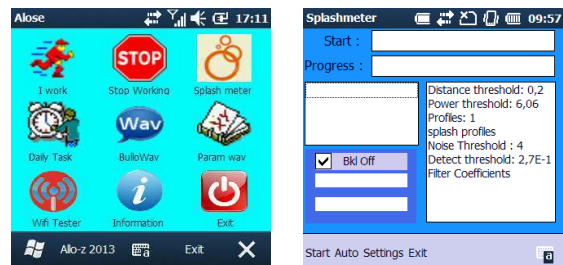 Alose 17:11
STOP
I work Stop Working Splash meter
Wav
Daily Task BulloWav Param wav
i
Wifi Tester Information Exit
Alo-z 2013 a Exit
Splashmeter 09:57
Start :
Progress :
Distance threshold: 0,2
Power threshold: 6,06
Profiles: 1
splash profiles
Noise Threshold : 4
Detect threshold: 2,7E-1
Filter Coefficients
Bkl Off
Start Auto Settings Exit a